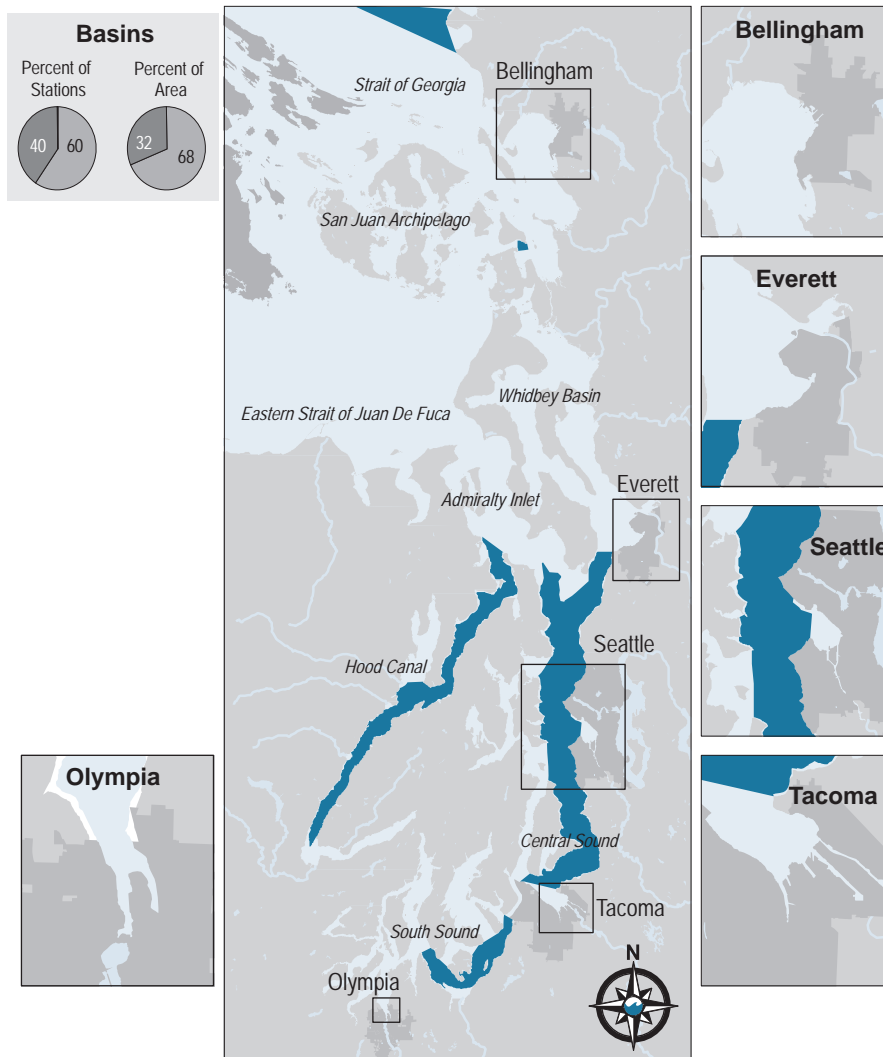 Basins
Percent of
Stations
Percent of
Area
40
60
32
68
Strait of Georgia
Bellingham
San Juan Archipelago
Whidbey Basin
Eastern Strait of Juan De Fuca
Admiralty Inlet
Everett
Hood Canal
Seattle
Central Sound
Tacoma
South Sound
Olympia
N
Bellingham
Everett
Seattle
Tacoma
Olympia